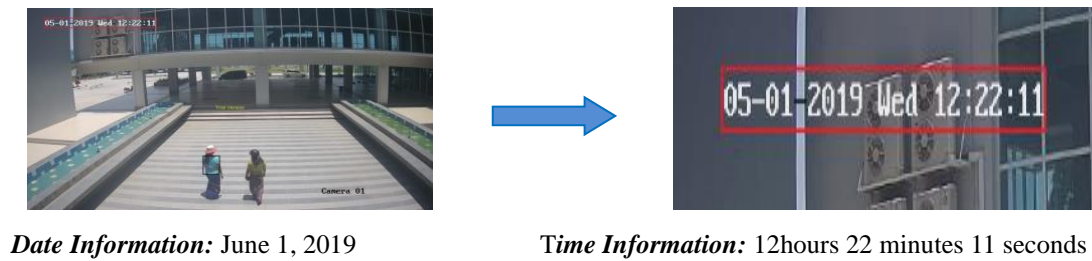 05-01-2019 Wed 12:22:11
Camera 01
05-01-2019 Wed 12:22:11
Date Information: June 1, 2019
Time Information: 12hours 22 minutes 11 seconds